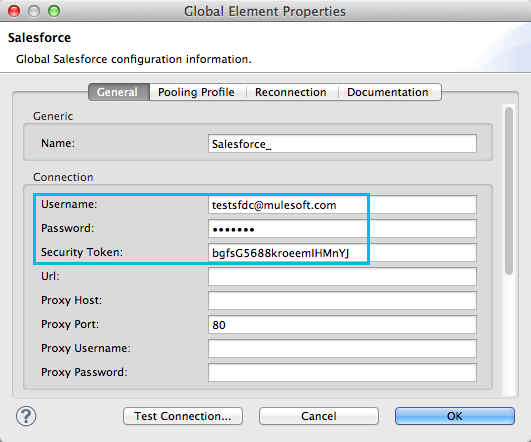 Global Element Properties
Salesforce
Global Salesforce configuration information.
General Pooling Profile Reconnection Documentation
Generic
Name: Salesforce_
Connection
Username: testsfdc@mulesoft.com
Password: •••••••
Security Token: bgfsG5688kroeemIHMnYJ
Url:
Proxy Host:
Proxy Port: 80
Proxy Username:
Proxy Password:
? Test Connection... Cancel OK